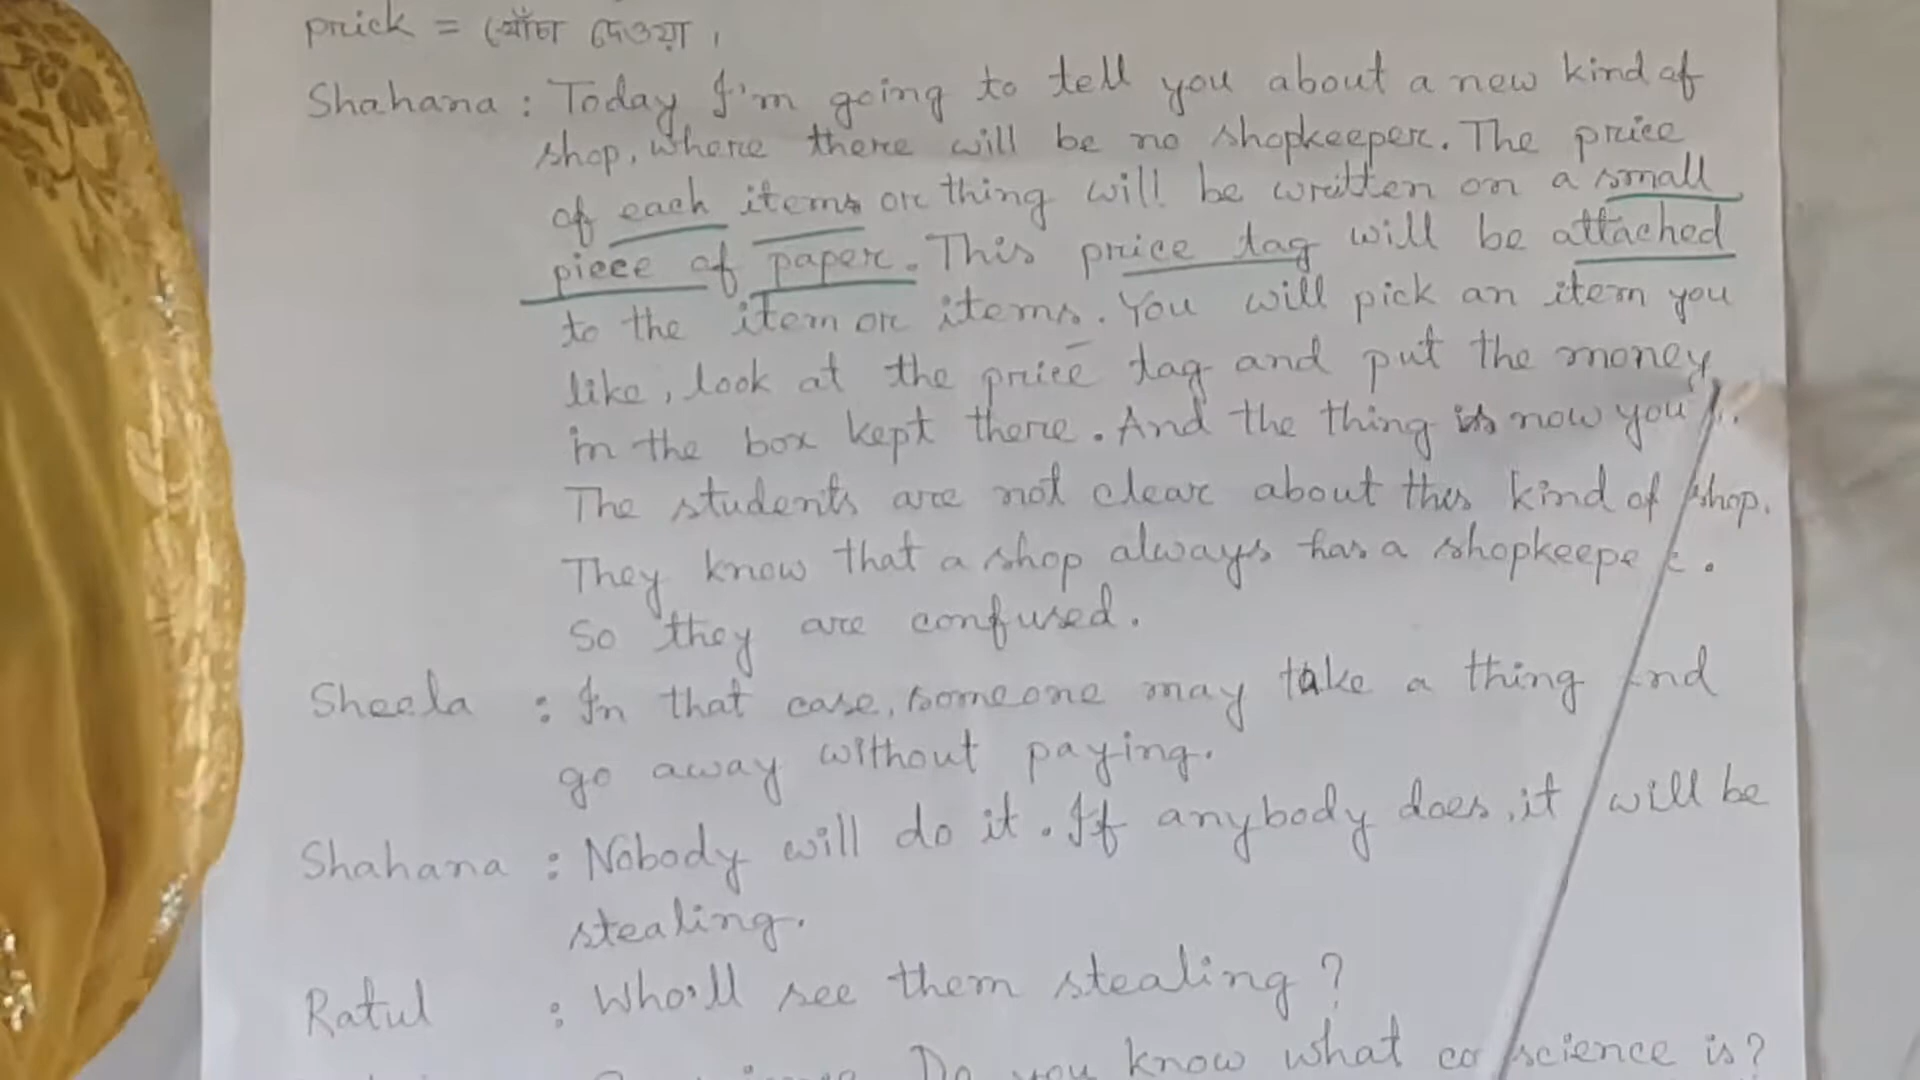 prick = খোঁচা দেওয়া।
Shahana : Today I'm going to tell you about a new kind of
shop, where there will be no shopkeeper. The price
of each items or thing will be written on a small
piece of paper. This price tag will be attached
to the item or items. You will pick an item you
like, look at the price tag and put the money
in the box kept there. And the thing is now
The students are not clear about this kind of shop.
They know that a shop always has a shopkeeper.
So they are confused.
Sheela : In that case, someone may take a thing and
go away without paying.
Shahana : Nobody will do it. If anybody does, it will be
stealing.
Ratul : Who'll see them stealing?
Do you know what conscience is?